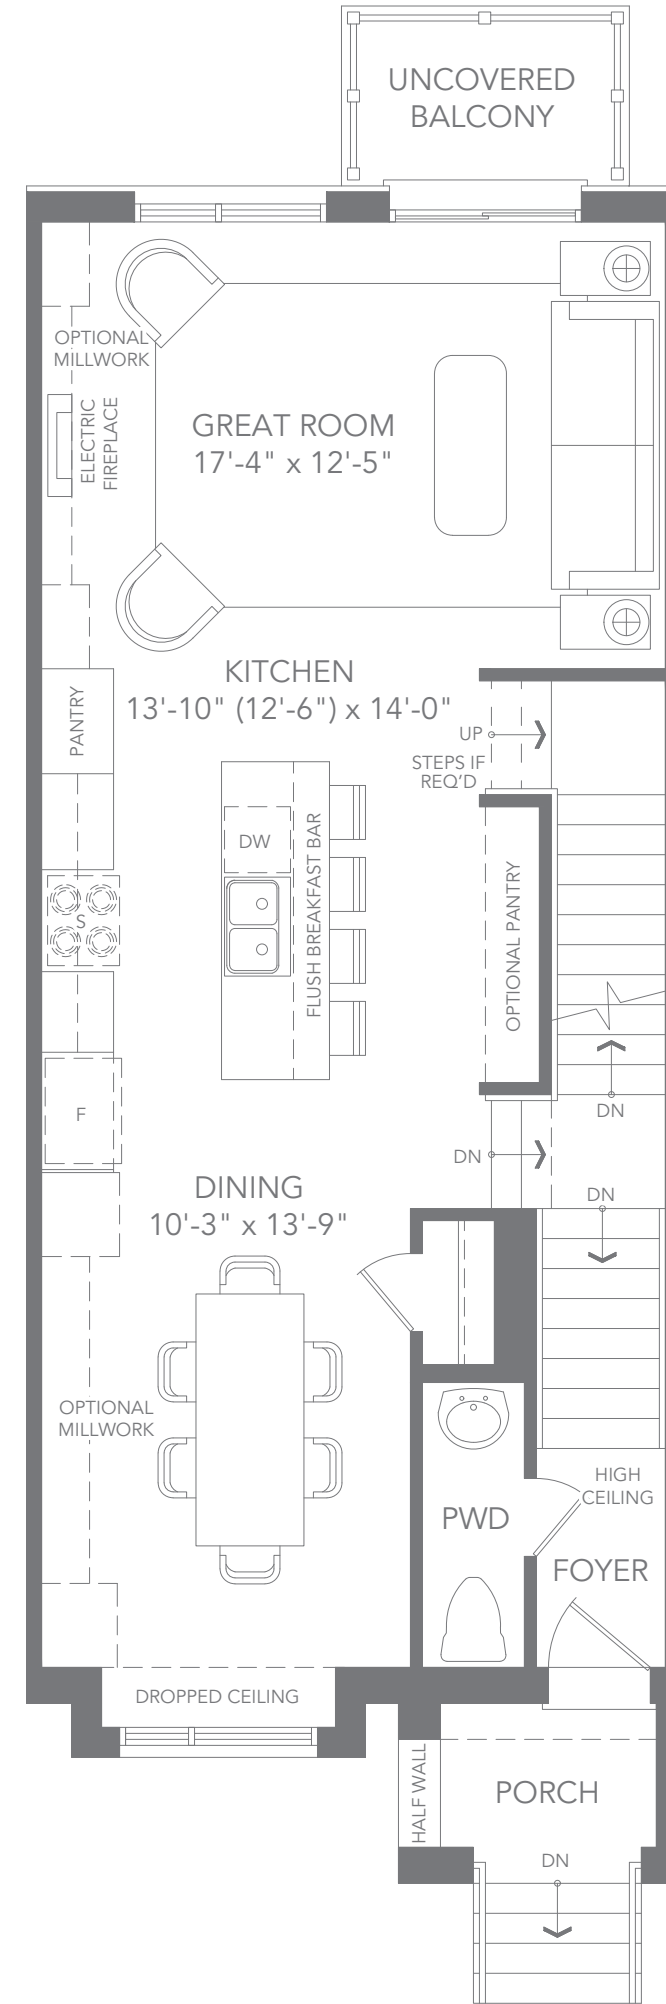 UNCOVERED
BALCONY
OPTIONAL
MILLWORK
ELECTRIC
FIREPLACE
GREAT ROOM
17'-4" x 12'-5"
KITCHEN
13'-10" (12'-6") x 14'-0"
PANTRY
UP
STEPS IF
REQ'D
DW
FLUSH BREAKFAST BAR
S
OPTIONAL PANTRY
F
DN
DN
DINING
10'-3" x 13'-9"
DN
OPTIONAL
MILLWORK
HIGH
CEILING
PWD
FOYER
DROPPED CEILING
HALF WALL
PORCH
DN